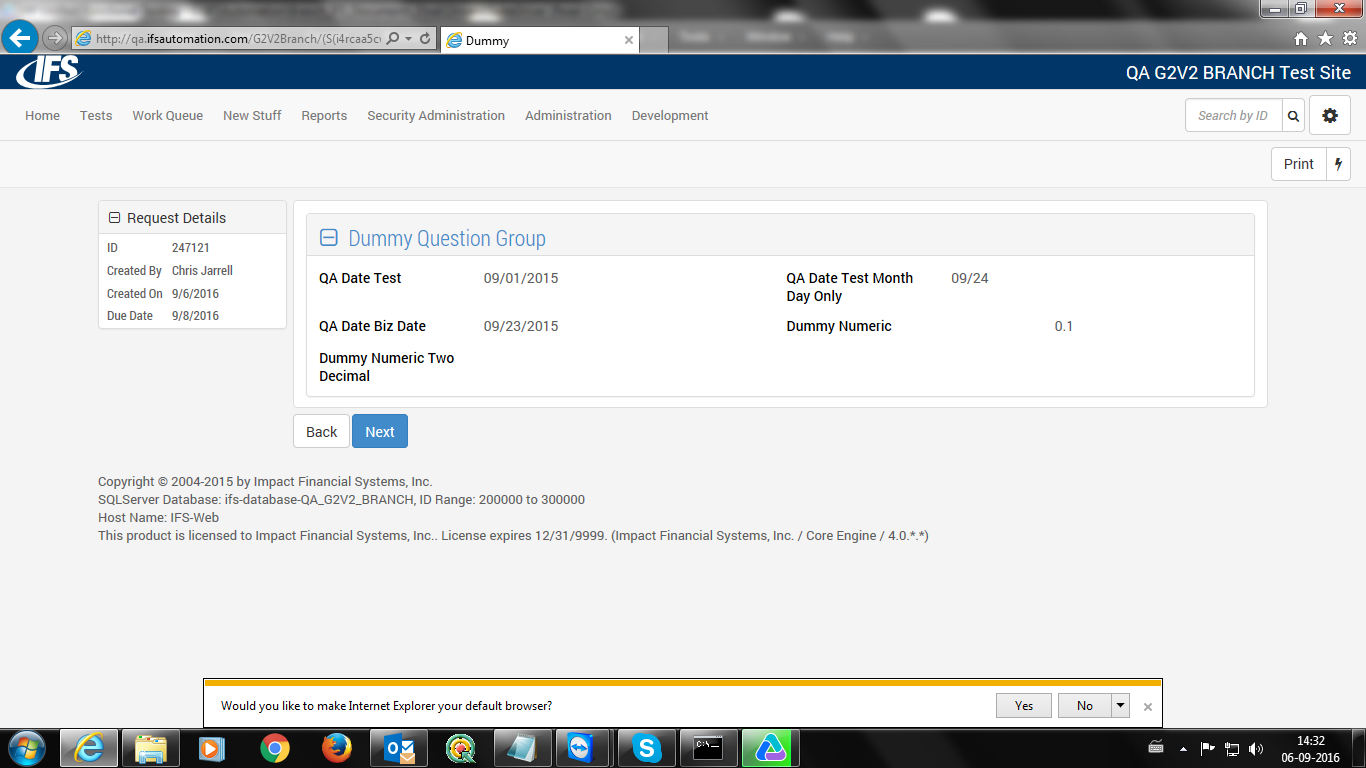 http://qa.ifsautomation.com/G2V2Branch/(S(i4rcaa5c
Dummy
IFS
QA G2V2 BRANCH Test Site
Home Tests Work Queue New Stuff Reports Security Administration Administration Development
Search by ID
Print
Request Details
ID 247121
Created By Chris Jarrell
Created On 9/6/2016
Due Date 9/8/2016
Dummy Question Group
QA Date Test 09/01/2015
QA Date Test Month Day Only 09/24
QA Date Biz Date 09/23/2015
Dummy Numeric 0.1
Dummy Numeric Two
Decimal
Back Next
Copyright © 2004-2015 by Impact Financial Systems, Inc.
SQLServer Database: ifs-database-QA_G2V2_BRANCH, ID Range: 200000 to 300000
Host Name: IFS-Web
This product is licensed to Impact Financial Systems, Inc.. License expires 12/31/9999. (Impact Financial Systems, Inc. / Core Engine / 4.0.*.*)
Would you like to make Internet Explorer your default browser?
Yes No
14:32
06-09-2016